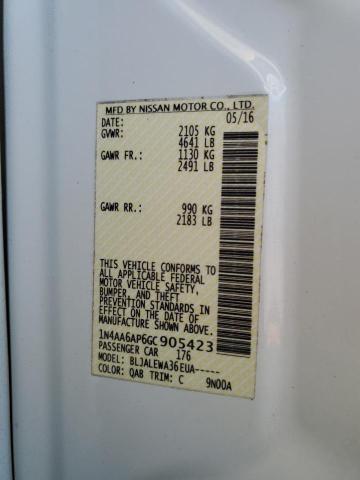 MFD BY NISSAN MOTOR CO., LTD.
DATE: 05/16
GVWR: 2105 KG
4641 LB
GAWR FR.: 1130 KG
2491 LB
GAWR RR.: 990 KG
2183 LB
THIS VEHICLE CONFORMS TO
ALL APPLICABLE FEDERAL
MOTOR VEHICLE SAFETY,
BUMPER, AND THEFT
PREVENTION STANDARDS IN
EFFECT ON THE DATE OF
MANUFACTURE SHOWN ABOVE.
1N4AA6AP6GC905423
PASSENGER CAR 176
MODEL: BLJALEWA36EUA-----
COLOR: QAB TRIM: C 9N00A